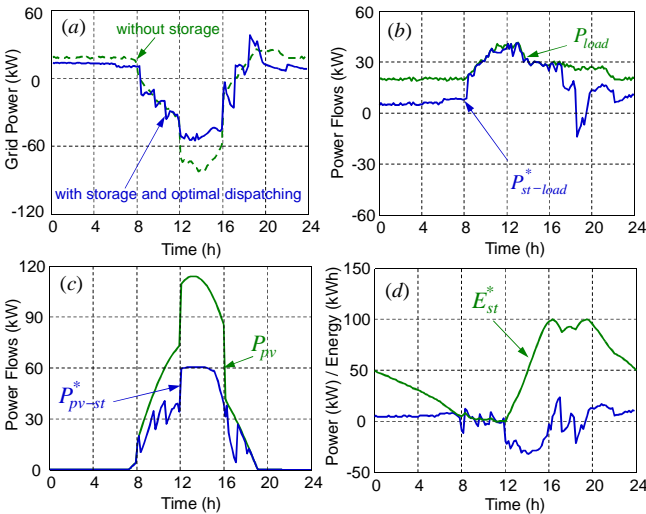 (a)
without storage
with storage and optimal dispatching
Grid Power (kW)
60
0
-60
-120
0 4 8 12 16 20 24
Time (h)
(b)
P_load
P*_st-load
Power Flows (kW)
60
30
0
-30
-60
0 4 8 12 16 20 24
Time (h)
(c)
P_pv
P*_pv-st
Power Flows (kW)
120
90
60
30
0
0 4 8 12 16 20 24
Time (h)
(d)
E*_st
Power (kW) / Energy (kWh)
150
100
50
0
-50
0 4 8 12 16 20 24
Time (h)